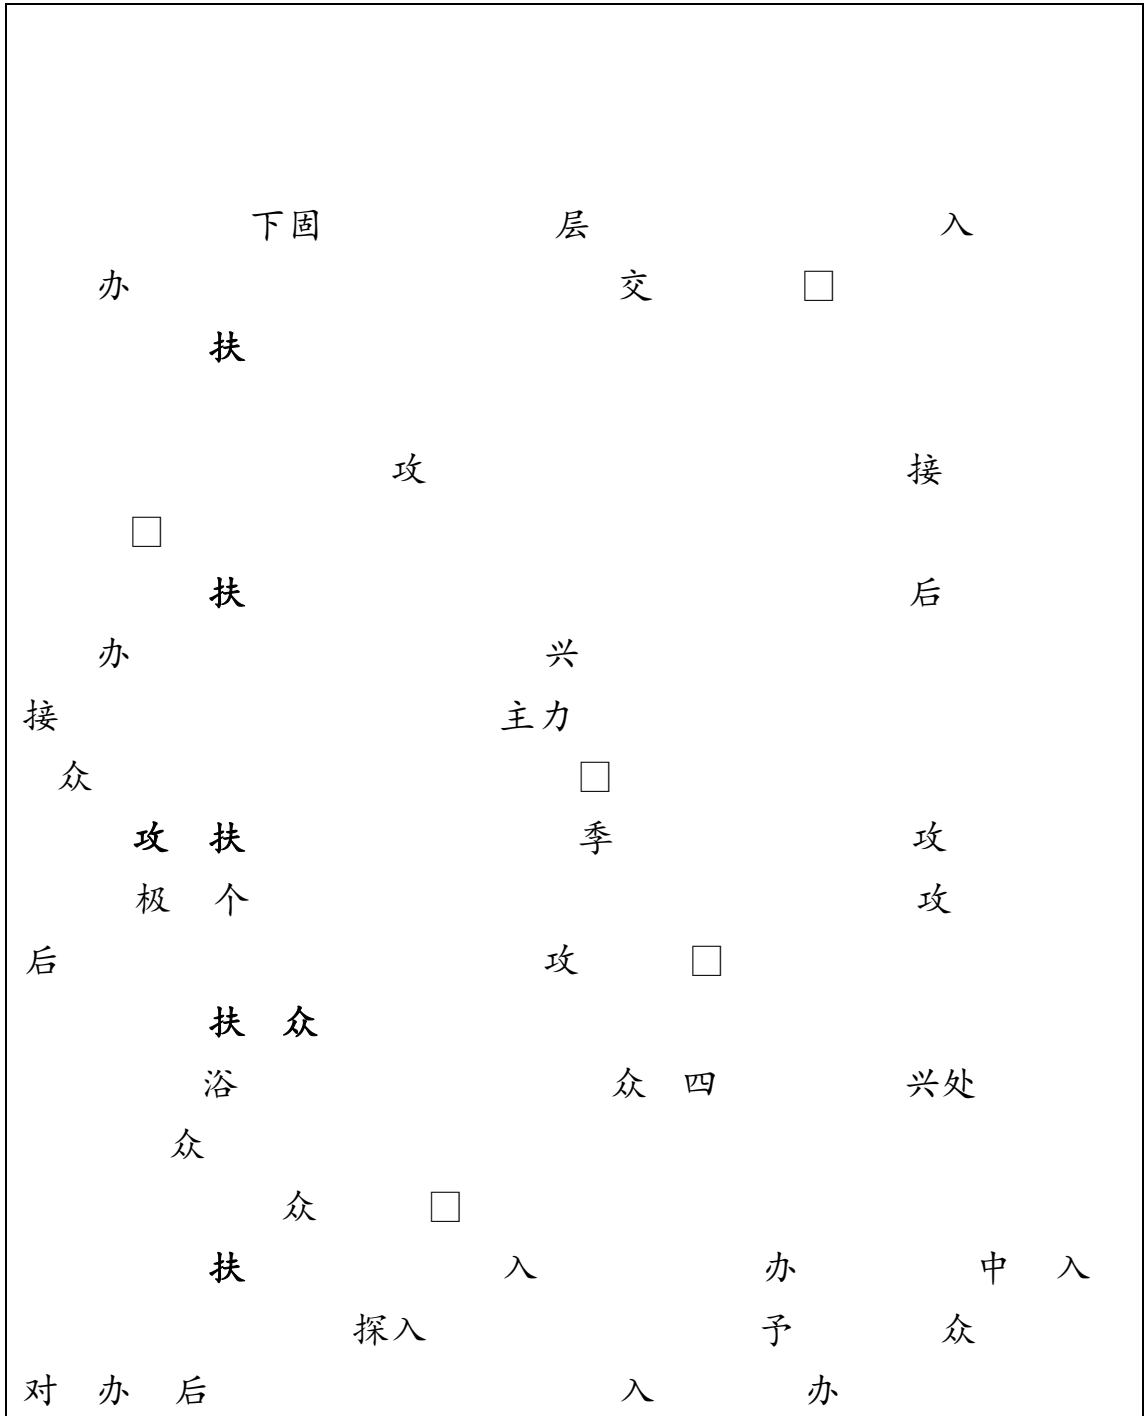 下固 层 入
办 交 □
扶
攻 接
□
扶 后
办 兴
接 主力
众 □
攻 扶 季 攻
极 个 攻
后 攻 □
扶 众
浴 众 四 兴处
众
众 □
扶 入 办 中 入
探入 予 众
对 办 后 入 办